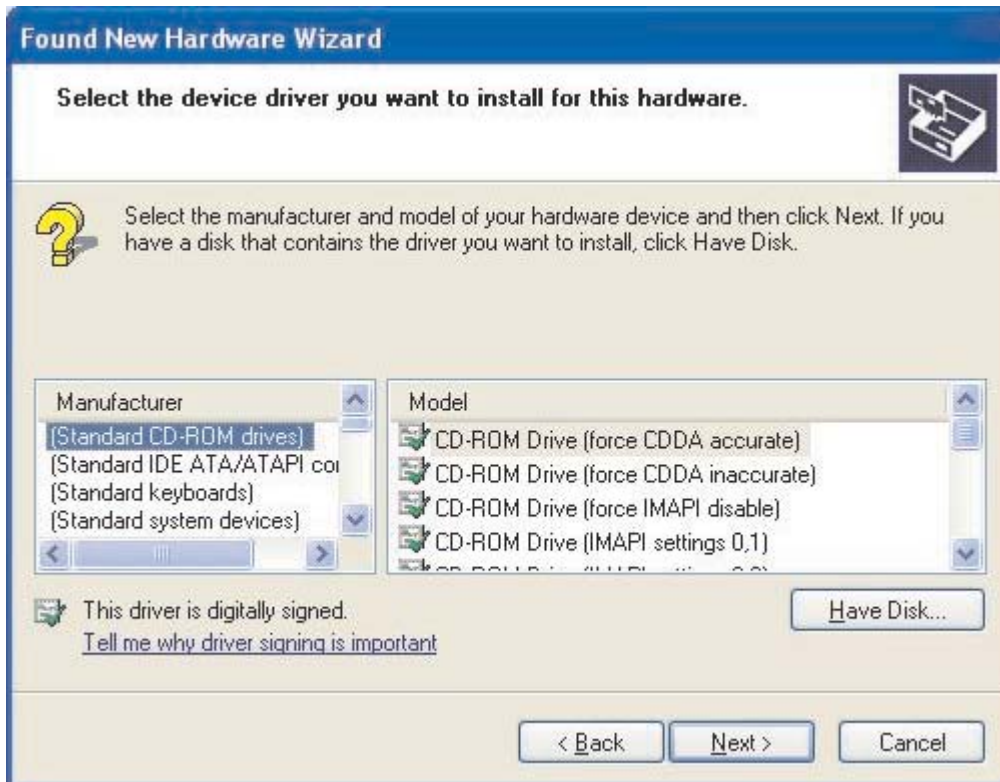 Found New Hardware Wizard
Select the device driver you want to install for this hardware.
Select the manufacturer and model of your hardware device and then click Next. If you
have a disk that contains the driver you want to install, click Have Disk.
Manufacturer
(Standard CD-ROM drives)
(Standard IDE ATA/ATAPI cor
(Standard keyboards)
(Standard system devices)
Model
CD-ROM Drive (force CDDA accurate)
CD-ROM Drive (force CDDA inaccurate)
CD-ROM Drive (force IMAPI disable)
CD-ROM Drive (IMAPI settings 0,1)
This driver is digitally signed.
Tell me why driver signing is important
Have Disk...
< Back
Next >
Cancel